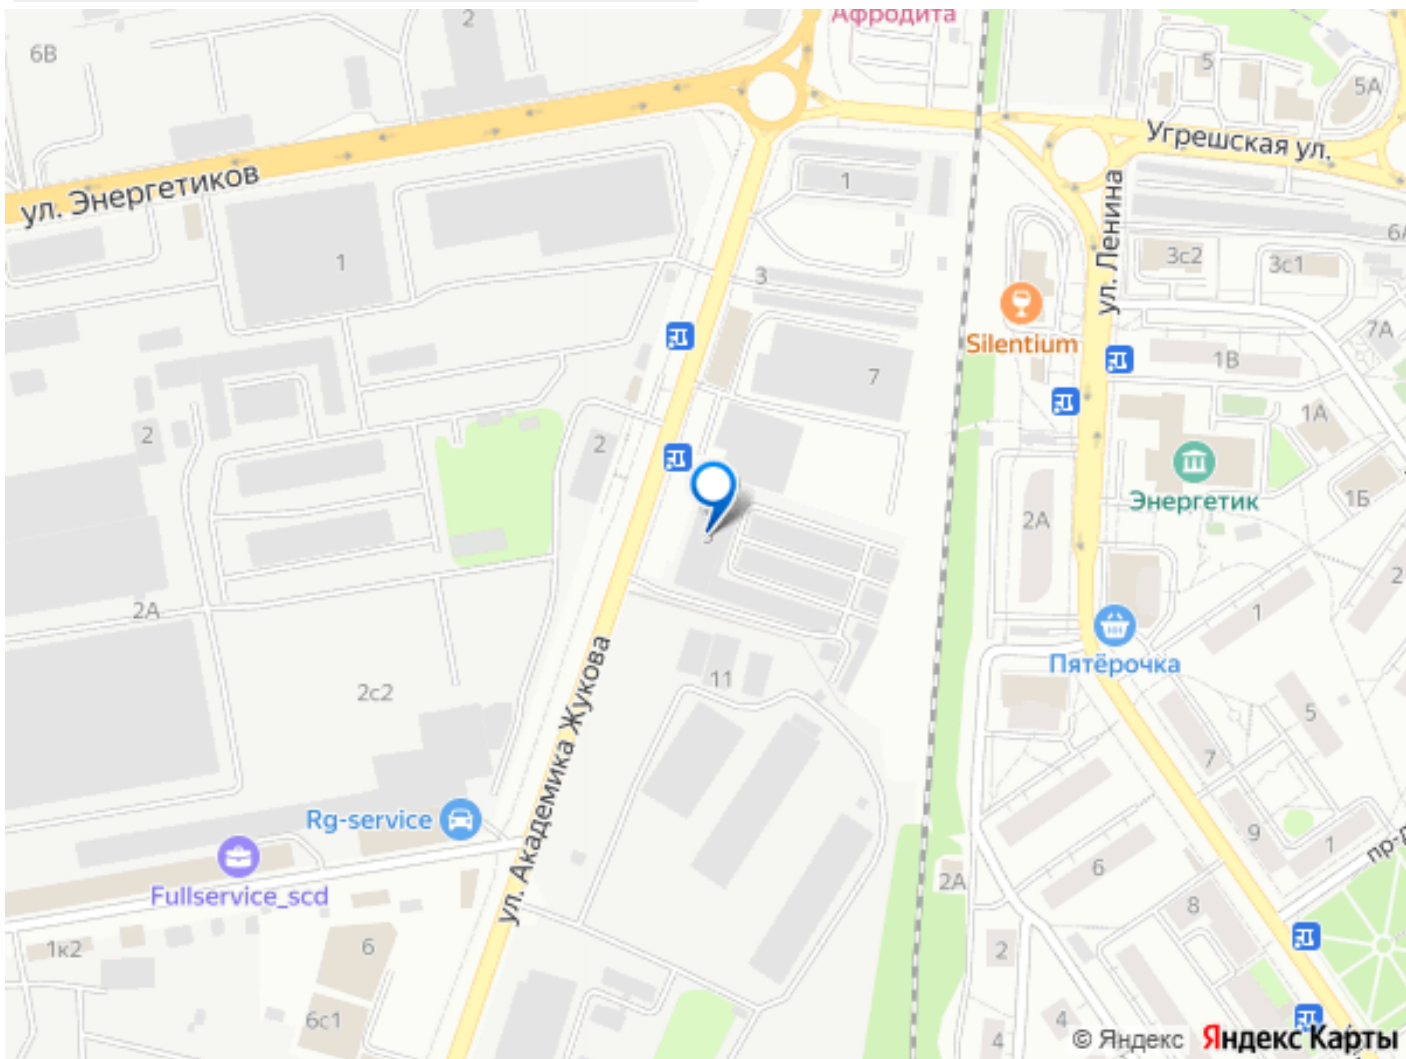 Афродита
2
6В
5
5А
Угрешская ул.
ул. Энергетиков
1
ул. Ленина
6А
3с2
3с1
1
3
Silentium
7А
1В
7
1А
2
2
Энергетик
1Б
2А
2
2А
1
Пятёрочка
11
2с2
5
ул. Академика Жукова
7
Rg-service
9
1
пр-д
Fullservice_scd
6
2А
8
1к2
6
2
6с1
4
4
© Яндекс Яндекс Карты